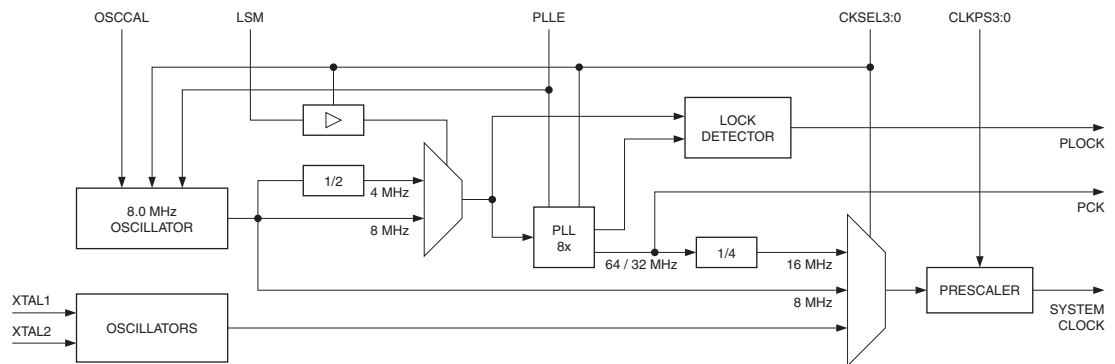 OSCCAL
LSM
PLLE
CKSEL3:0
CLKPS3:0
LOCK
DETECTOR
PLOCK
1/2
4 MHz
8.0 MHz
OSCILLATOR
8 MHz
PLL
8x
PCK
64 / 32 MHz
1/4
16 MHz
8 MHz
PRESCALER
SYSTEM
CLOCK
XTAL1
XTAL2
OSCILLATORS